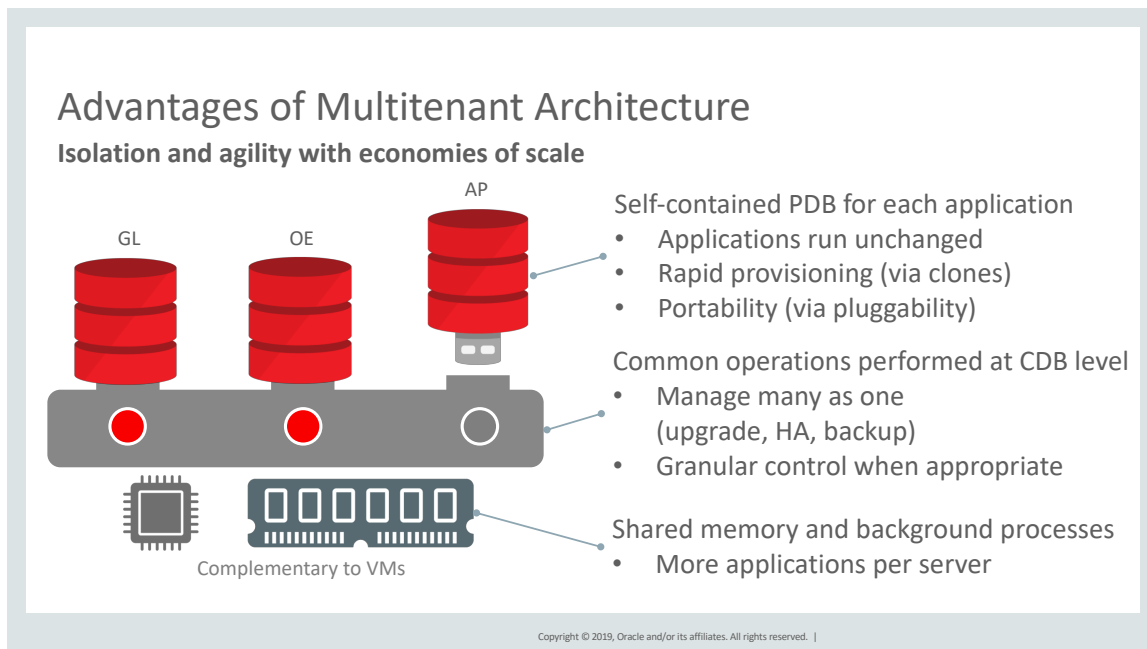 Advantages of Multitenant Architecture
Isolation and agility with economies of scale
AP
GL
OE
Self-contained PDB for each application
• Applications run unchanged
• Rapid provisioning (via clones)
• Portability (via pluggability)
Common operations performed at CDB level
• Manage many as one
(upgrade, HA, backup)
• Granular control when appropriate
Shared memory and background processes
• More applications per server
Complementary to VMs
Copyright © 2019, Oracle and/or its affiliates. All rights reserved. |